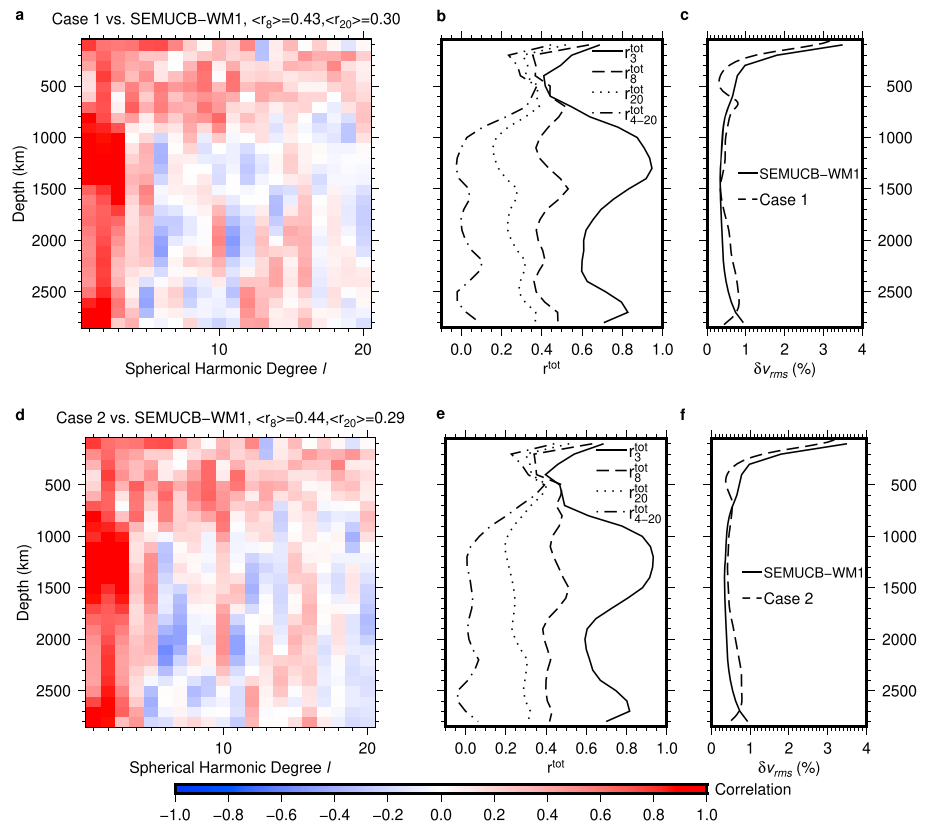 a Case 1 vs. SEMUCB−WM1, <r8>=0.43,<r20>=0.30
500
1000
1500
2000
2500
Depth (km)
10 20
Spherical Harmonic Degree l
b
r3tot
r8tot
r20tot
r4−20tot
0.0 0.2 0.4 0.6 0.8 1.0
rtot
c
SEMUCB−WM1
Case 1
500
1000
1500
2000
2500
0 1 2 3 4
δvrms (%)
d Case 2 vs. SEMUCB−WM1, <r8>=0.44,<r20>=0.29
500
1000
1500
2000
2500
Depth (km)
10 20
Spherical Harmonic Degree l
e
r3tot
r8tot
r20tot
r4−20tot
0.0 0.2 0.4 0.6 0.8 1.0
rtot
f
SEMUCB−WM1
Case 2
500
1000
1500
2000
2500
0 1 2 3 4
δvrms (%)
Correlation
−1.0 −0.8 −0.6 −0.4 −0.2 0.0 0.2 0.4 0.6 0.8 1.0